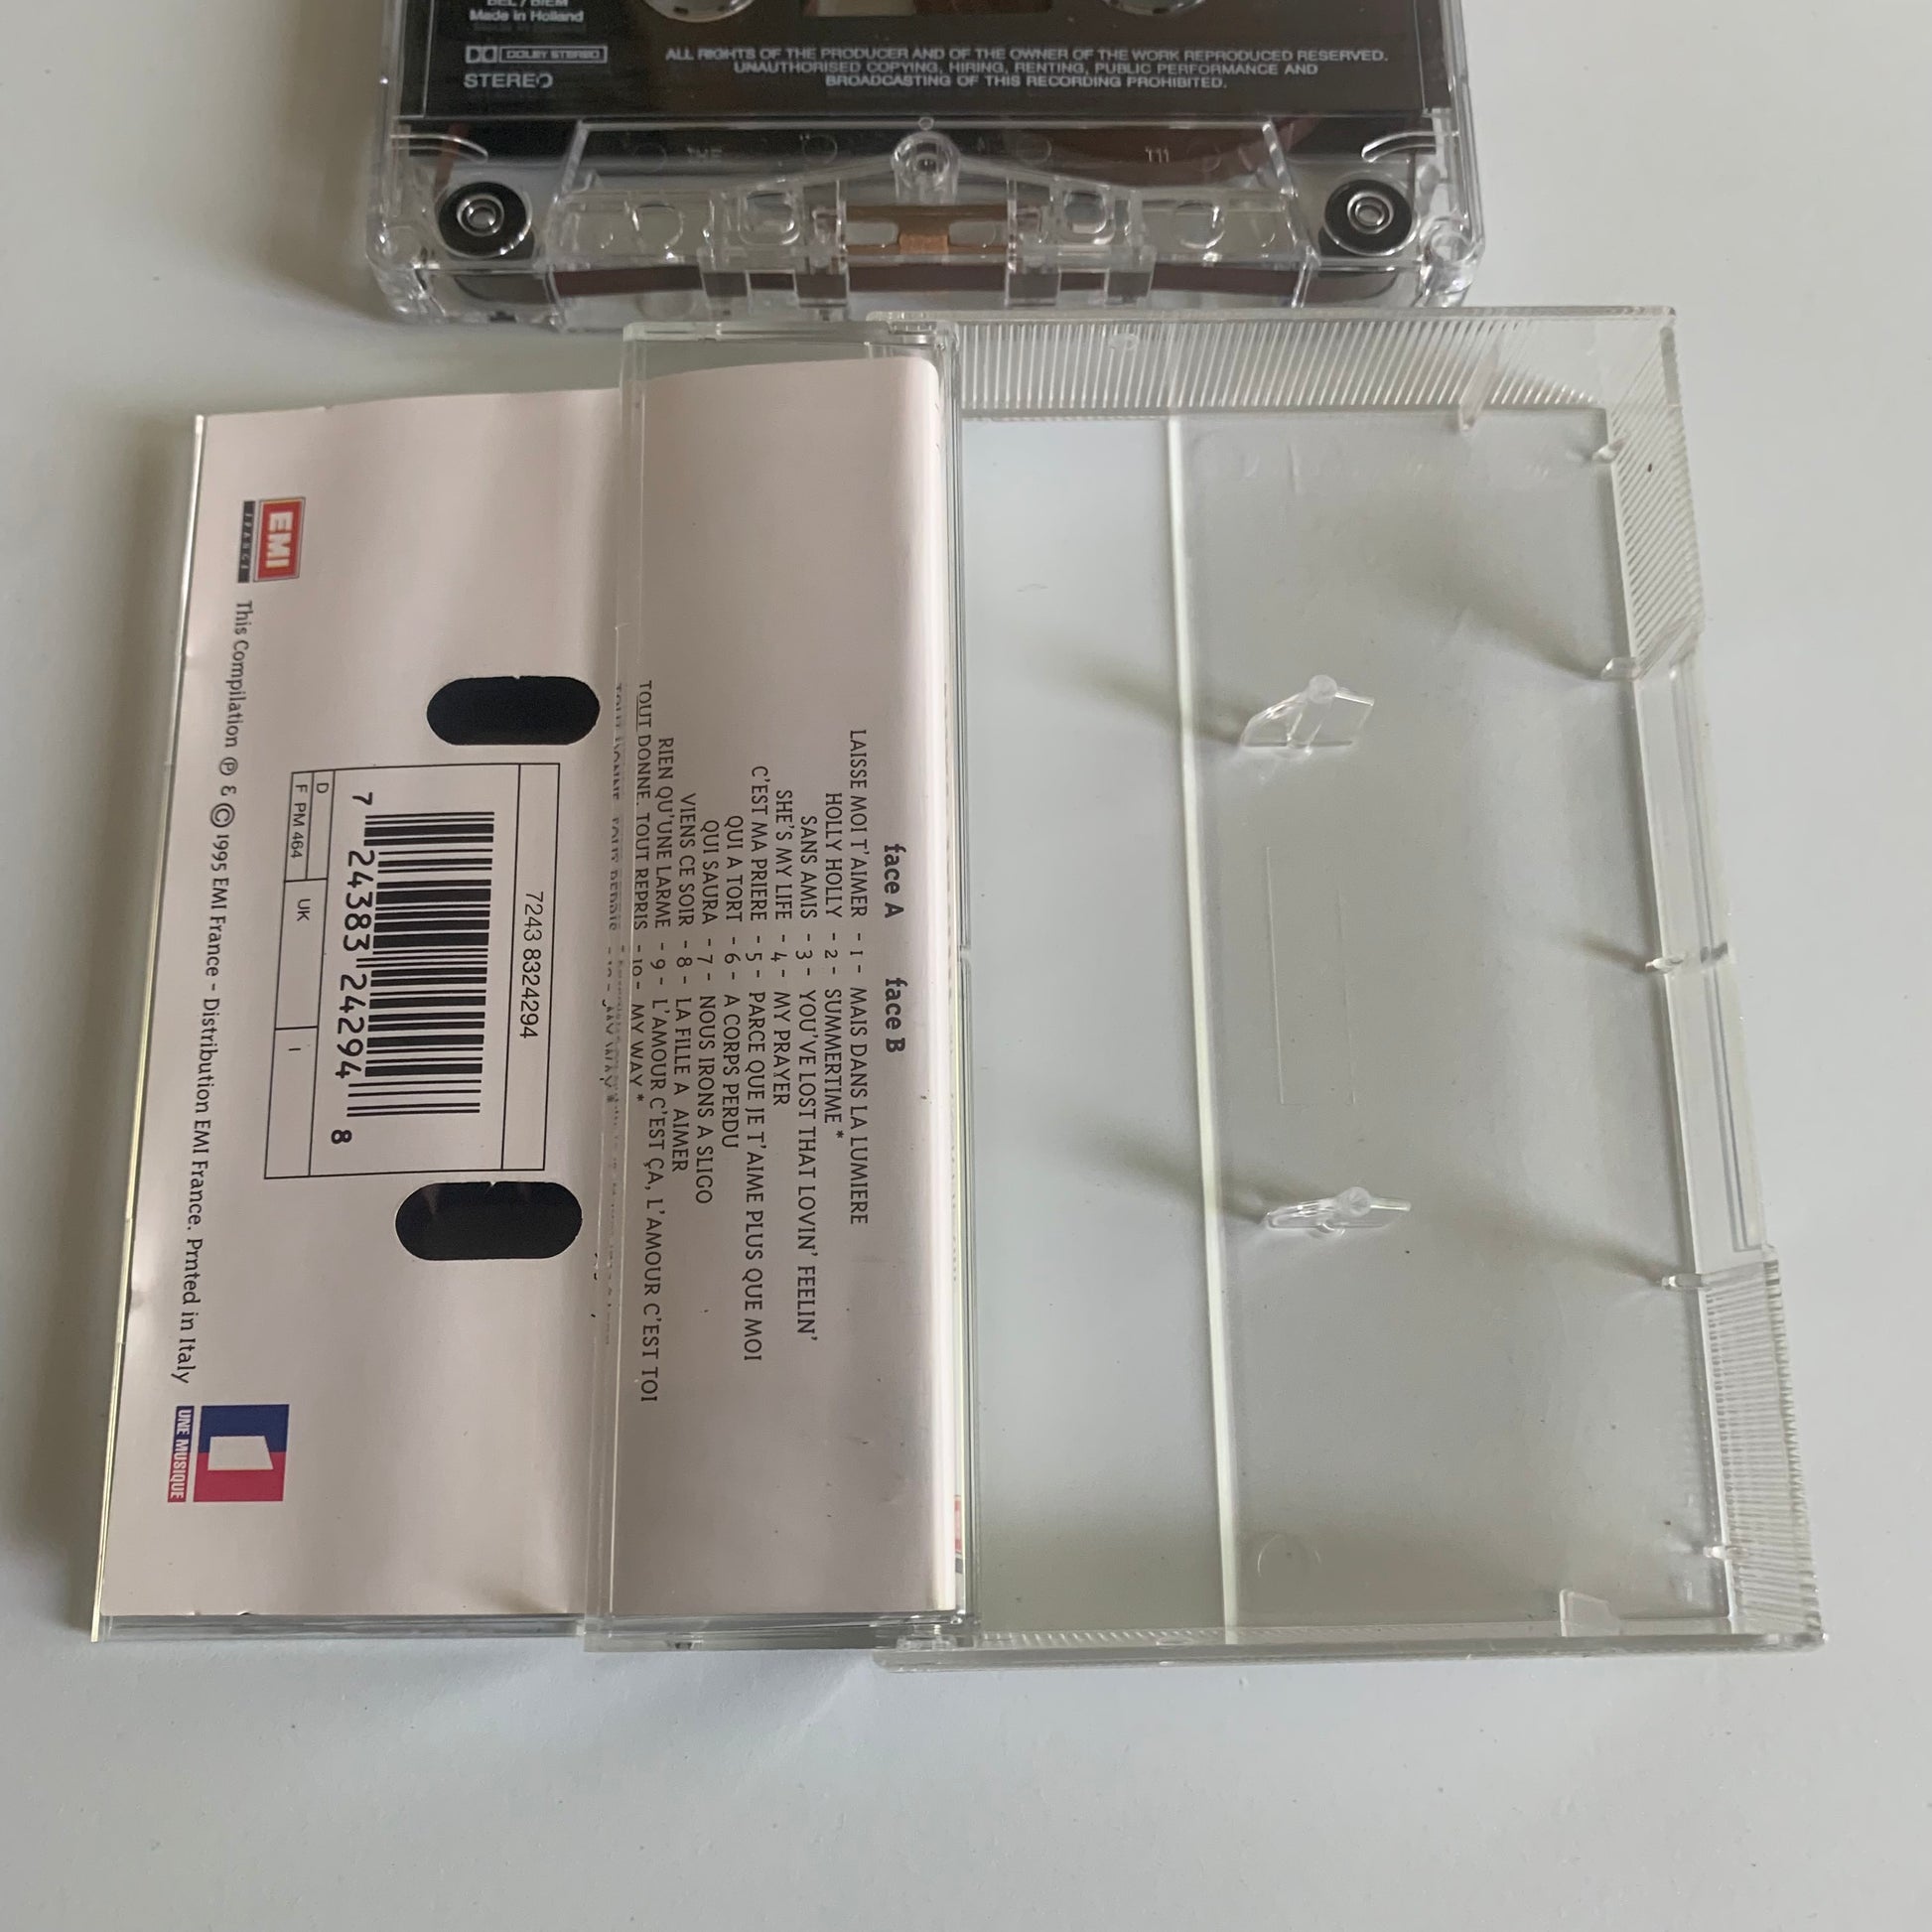 Made in Holland
DOLBY STEREO
STEREO
ALL RIGHTS OF THE PRODUCER AND OF THE OWNER OF THE WORK REPRODUCED RESERVED.
UNAUTHORISED COPYING, HIRING, RENTING, PUBLIC PERFORMANCE AND
BROADCASTING OF THIS RECORDING PROHIBITED.
face A face B
LAISSE MOI T'AIMER - 1 - MAIS DANS LA LUMIERE
HOLLY HOLLY - 2 - SUMMERTIME *
SANS AMIS - 3 - YOU'VE LOST THAT LOVIN' FEELIN'
SHE'S MY LIFE - 4 - MY PRAYER
C'EST MA PRIERE - 5 - PARCE QUE JE T'AIME PLUS QUE MOI
QUI A TORT - 6 - A CORPS PERDU
QUI SAURA - 7 - NOUS IRONS A SLIGO
VIENS CE SOIR - 8 - LA FILLE A AIMER
RIEN QU'UNE LARME - 9 - L'AMOUR C'EST ÇA, L'AMOUR C'EST TOI
TOUT DONNE, TOUT REPRIS - 10 - MY WAY *
7243 8324294
7 24383 24294 8
D
F PM 464
UK
I
EMI
FRANCE
This Compilation ℗ & © 1995 EMI France - Distribution EMI France. Prnted in Italy
UNE MUSIQUE